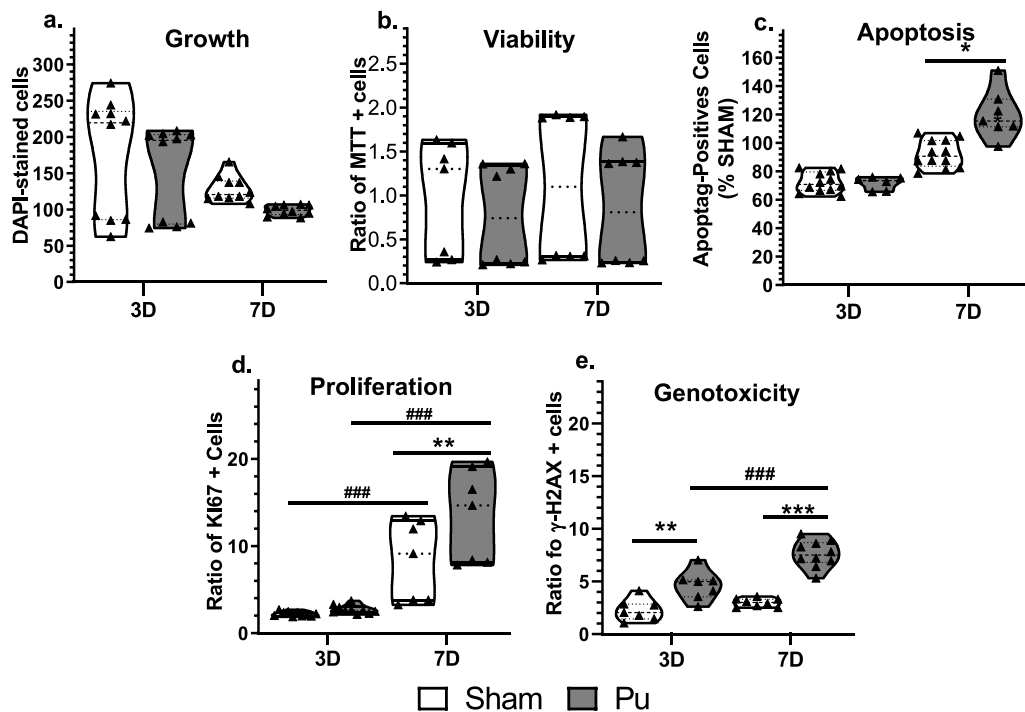 a.
Growth
DAPI-stained cells
350
300
250
200
150
100
50
0
3D 7D
b.
Viability
Ratio of MTT + cells
2.5
2.0
1.5
1.0
0.5
0.0
3D 7D
c.
Apoptosis
Apoptag-Positives Cells
(% SHAM)
160
140
120
100
80
60
40
20
0
*
3D 7D
d.
Proliferation
Ratio of KI67 + Cells
20
10
0
###
**
###
3D 7D
e.
Genotoxicity
Ratio fo γ-H2AX + cells
20
15
10
5
0
###
** ***
3D 7D
Sham Pu